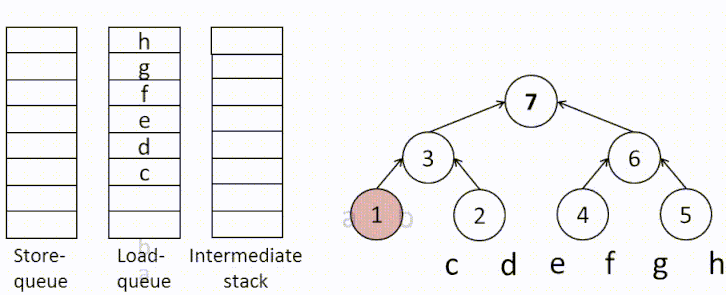 h
g
f
e
d
c
Store-
queue
Load-
queue
Intermediate
stack
b
a
7
3
6
a
1
b
2
4
5
c
d
e
f
g
h